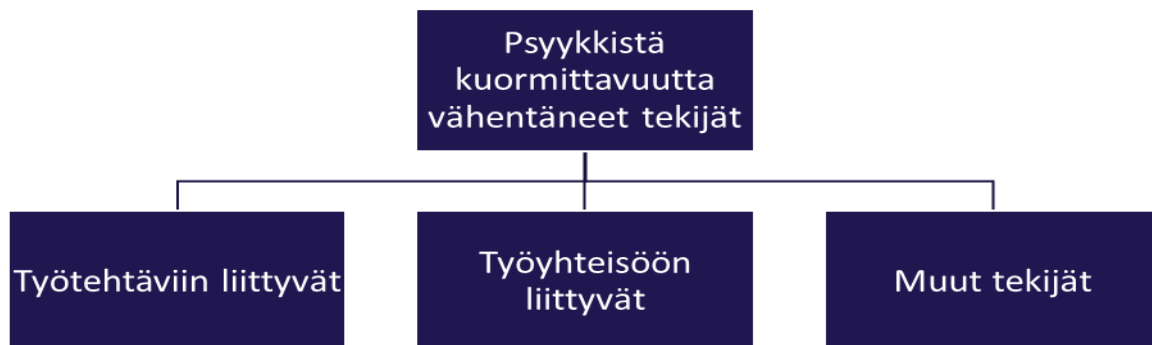 Psyykkistä
kuormittavuutta
vähentäneet tekijät
Työtehtäviin liittyvät
Työyhteisöön
liittyvät
Muut tekijät